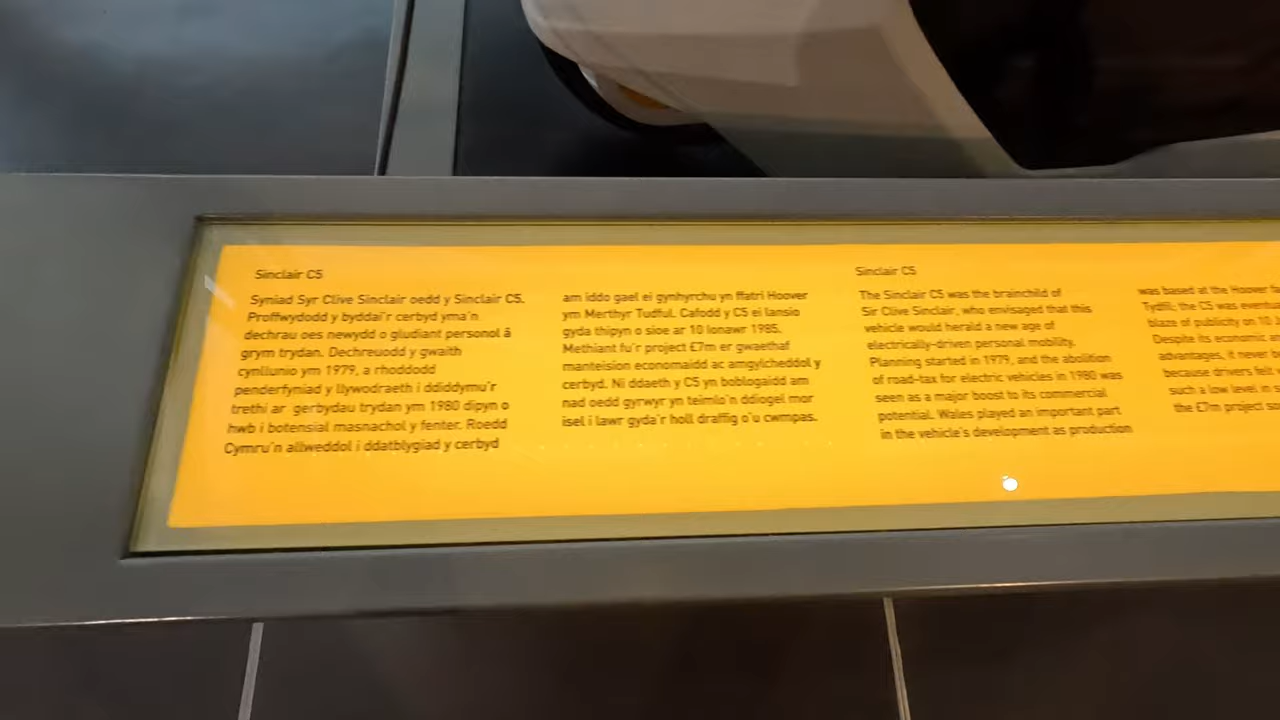 Sinclair C5
Syniad Syr Clive Sinclair oedd y Sinclair C5.
Proffwydodd y byddai'r cerbyd yma'n
dechrau oes newydd o gludiant personol â
grym trydan. Dechreuodd y gwaith
cynllunio ym 1979, a rhoddodd
penderfyniad y llywodraeth i ddiddymu'r
trethi ar gerbydau trydan ym 1980 dipyn o
hwb i botensial masnachol y fenter. Roedd
Cymru'n allweddol i ddatblygiad y cerbyd
am iddo gael ei gynhyrchu yn ffatri Hoover
ym Merthyr Tudful. Cafodd y C5 ei lansio
gyda thipyn o sioe ar 10 Ionawr 1985.
Methiant fu'r project £7m er gwaethaf
manteision economaidd ac amgylcheddol y
cerbyd. Ni ddaeth y C5 yn boblogaidd am
nad oedd gyrwyr yn teimlo'n ddiogel mor
isel i lawr gyda'r holl draffig o'u cwmpas.
Sinclair C5
The Sinclair C5 was the brainchild of
Sir Clive Sinclair, who envisaged that this
vehicle would herald a new age of
electrically-driven personal mobility.
Planning started in 1979, and the abolition
of road-tax for electric vehicles in 1980 was
seen as a major boost to its commercial
potential. Wales played an important part
in the vehicle's development as production
was based at the Hoover
Tydfil; the C5 was
blaze of publicity on 10
Despite its economic
advantages, it never
because drivers felt
such a low level in
the £7m project